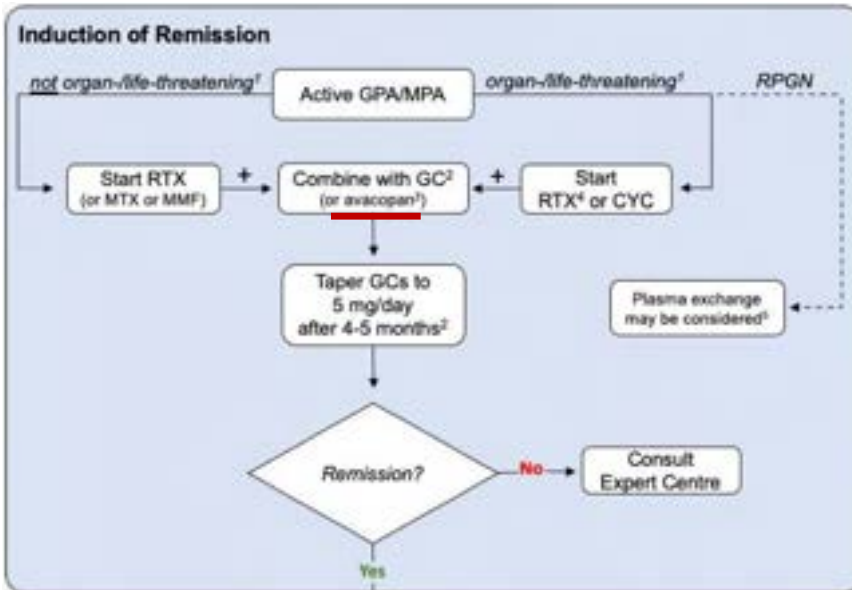 Induction of Remission
not organ-/life-threatening¹
Active GPA/MPA
organ-/life-threatening¹
RPGN
Start RTX
(or MTX or MMF)
+
Combine with GC²
(or avacopan³)
+
Start
RTX⁴ or CYC
Taper GCs to
5 mg/day
after 4-5 months²
Plasma exchange
may be considered⁵
Remission?
No
Consult
Expert Centre
Yes